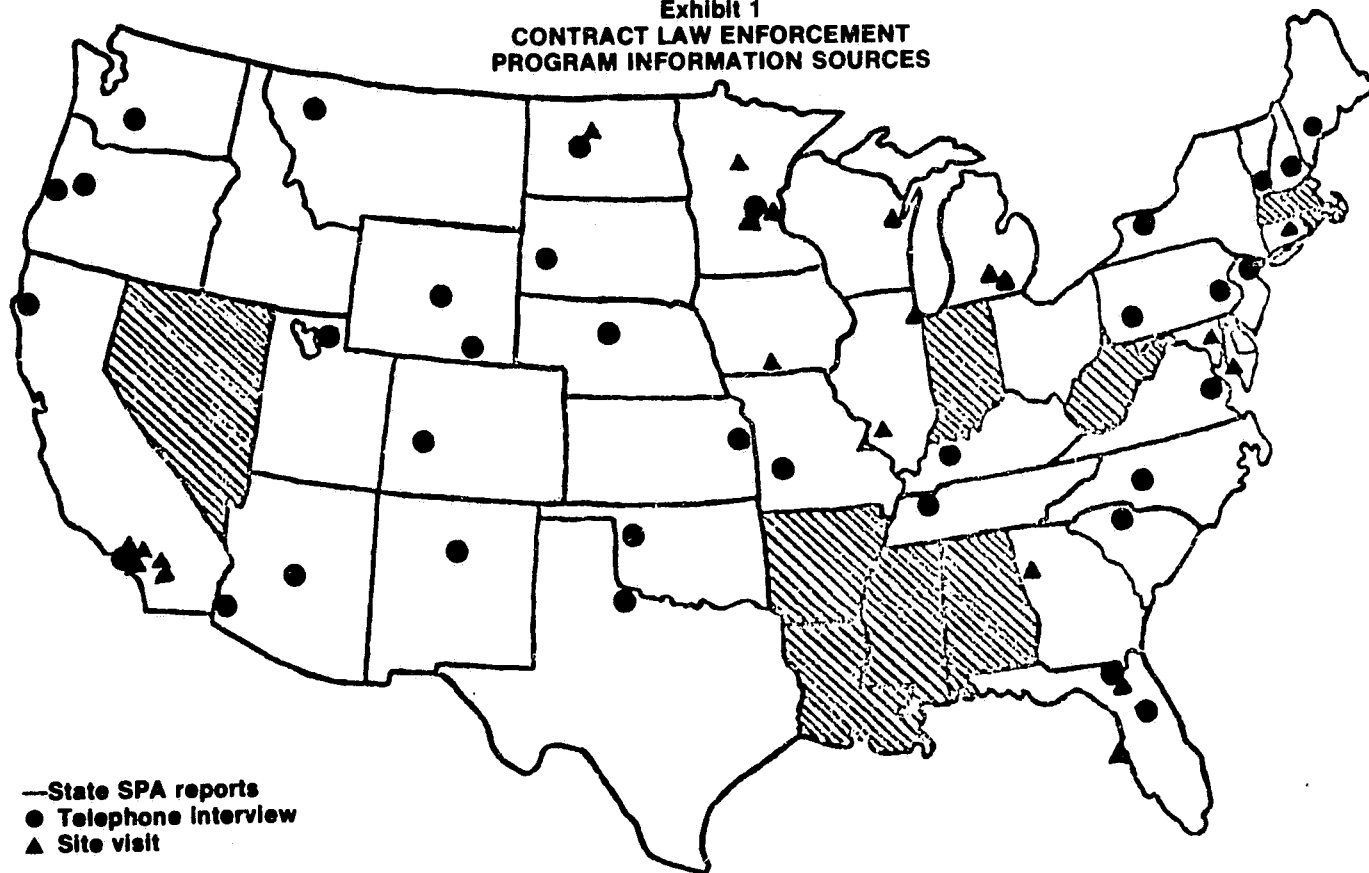 Exhibit 1
CONTRACT LAW ENFORCEMENT
PROGRAM INFORMATION SOURCES
—State SPA reports
● Telephone interview
▲ Site visit